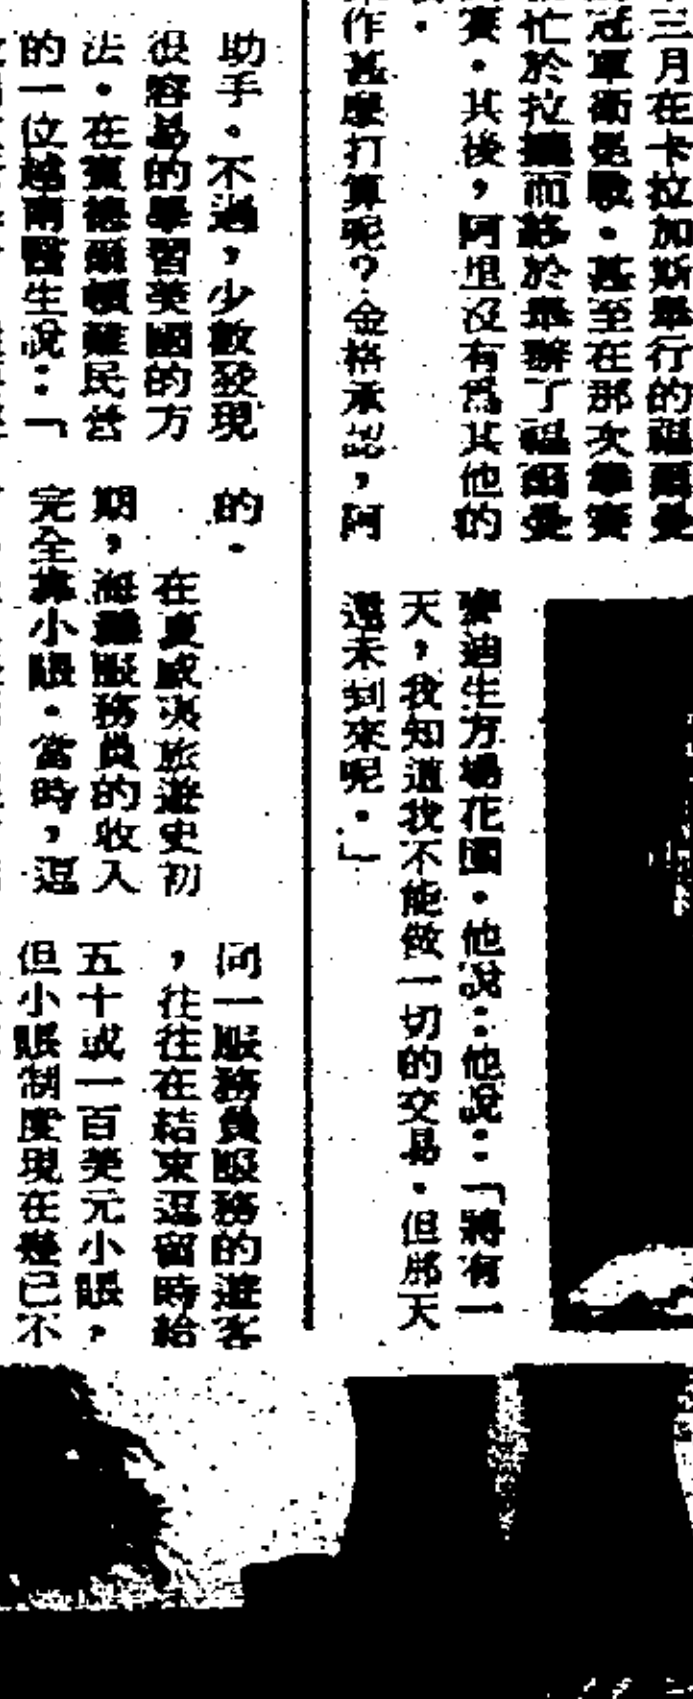 三月在卡拉加斯舉行的福爾曼
冠軍衛冕戰。甚至在那次舉賽
忙於拉攏而終於舉辦了福爾曼
賽。其後,阿里沒有爲其他的
作甚麼打算呢?金格承認,阿
賽迪生方場花園。他說:他說:「將有一
天,我知道我不能做一切的交易。但那天
還未到來呢。」
助手。不過,少數發現
很容易的學習美國的方
法。在賓德爾頓難民營
的一位越南醫生說:「
的。
在夏威夷旅遊史初
期,海灘服務員的收入
完全靠小賬。當時,逗
同一服務員服務的遊客
,往往在結束逗留時給
五十或一百美元小賬,
但小賬制度現在幾已不